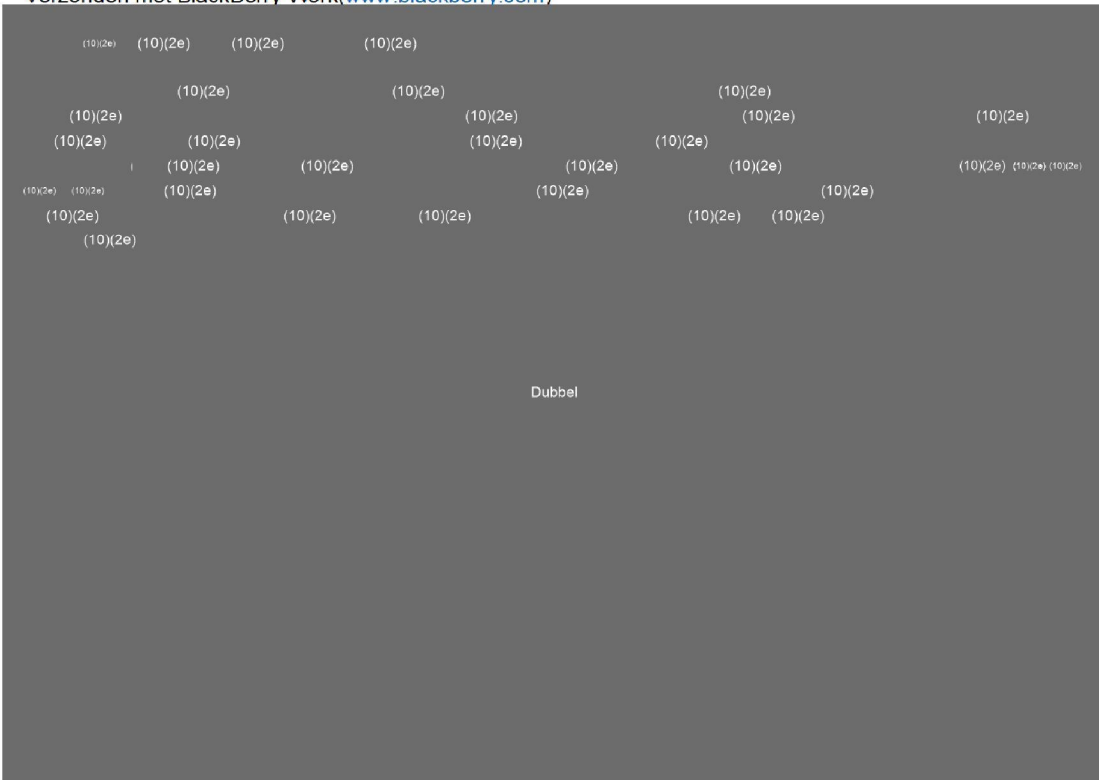 Verzonden met BlackBerry Work(www.blackberry.com)
(10)(2e) (10)(2e) (10)(2e) (10)(2e)
(10)(2e) (10)(2e) (10)(2e)
(10)(2e) (10)(2e) (10)(2e) (10)(2e)
(10)(2e) (10)(2e) (10)(2e) (10)(2e)
(10)(2e) (10)(2e) (10)(2e) (10)(2e) (10)(2e) (10)(2e) (10)(2e)
(10)(2e) (10)(2e) (10)(2e) (10)(2e) (10)(2e)
(10)(2e) (10)(2e) (10)(2e) (10)(2e) (10)(2e)
(10)(2e)
Dubbel